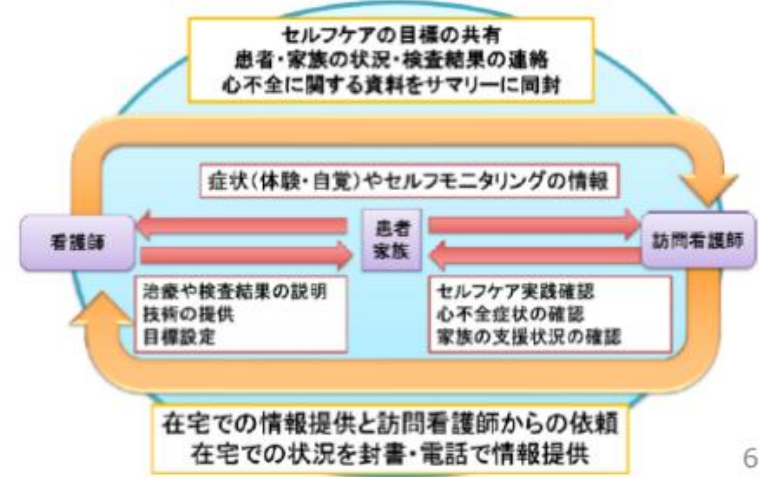 セルフケアの目標の共有
患者・家族の状況・検査結果の連絡
心不全に関する資料をサマリーに同封
症状(体験・自覚)やセルフモニタリングの情報
看護師
患者
家族
訪問看護師
治療や検査結果の説明
技術の提供
目標設定
セルフケア実践確認
心不全症状の確認
家族の支援状況の確認
在宅での情報提供と訪問看護師からの依頼
在宅での状況を封書・電話で情報提供
6